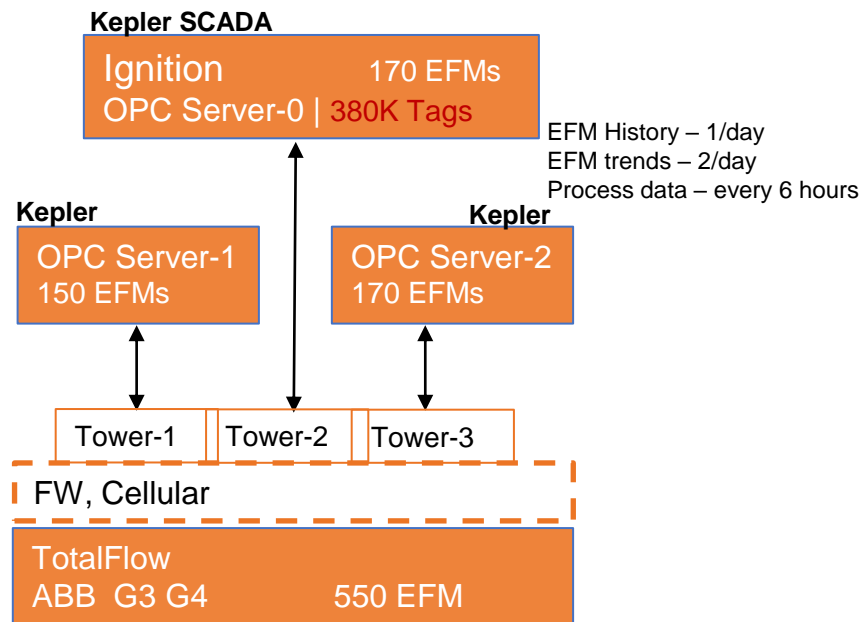 Kepler SCADA
Ignition 170 EFMs
OPC Server-0 | 380K Tags
EFM History – 1/day
EFM trends – 2/day
Process data – every 6 hours
Kepler
OPC Server-1
150 EFMs
Kepler
OPC Server-2
170 EFMs
Tower-1
Tower-2
Tower-3
FW, Cellular
TotalFlow
ABB G3 G4 550 EFM